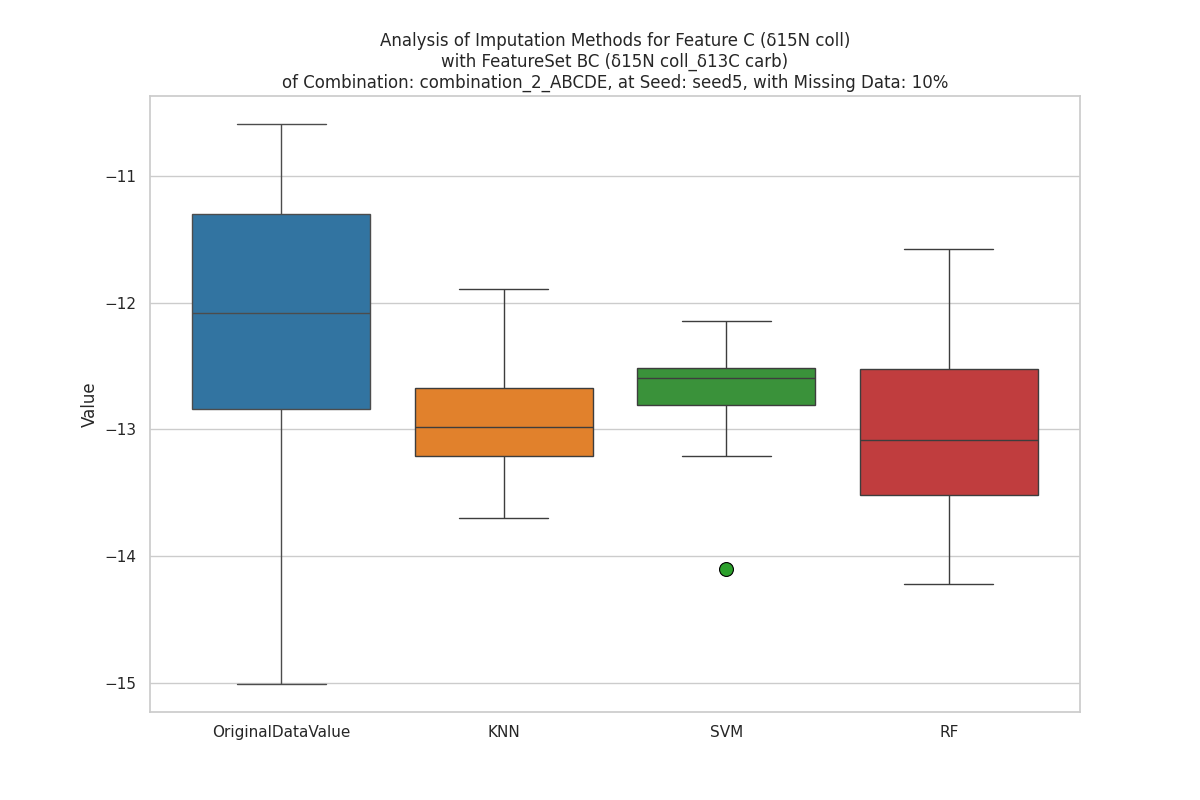 Analysis of Imputation Methods for Feature C (δ15N coll)
with FeatureSet BC (δ15N coll_δ13C carb)
of Combination: combination_2_ABCDE, at Seed: seed5, with Missing Data: 10%
Value
−11
−12
−13
−14
−15
OriginalDataValue
KNN
SVM
RF